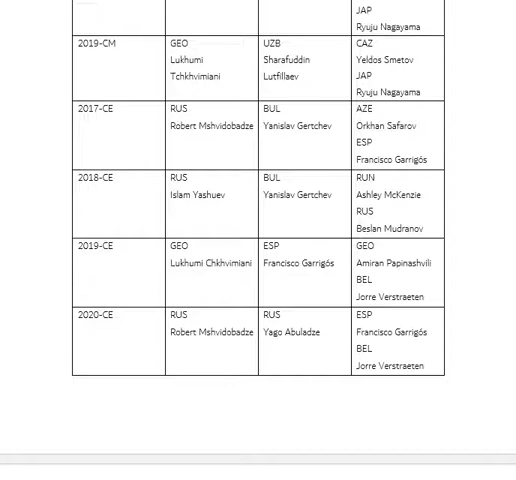 JAP
Ryuju Nagayama
2019-CM
GEO
Lukhumi
Tchkhvimiani
UZB
Sharafuddin
Lutfillaev
CAZ
Yeldos Smetov
JAP
Ryuju Nagayama
2017-CE
RUS
Robert Mshvidobadze
BUL
Yanislav Gertchev
AZE
Orkhan Safarov
ESP
Francisco Garrigós
2018-CE
RUS
Islam Yashuev
BUL
Yanislav Gertchev
RUN
Ashley McKenzie
RUS
Beslan Mudranov
2019-CE
GEO
Lukhumi Chkhvimiani
ESP
Francisco Garrigós
GEO
Amiran Papinashvili
BEL
Jorre Verstraeten
2020-CE
RUS
Robert Mshvidobadze
RUS
Yago Abuladze
ESP
Francisco Garrigós
BEL
Jorre Verstraeten